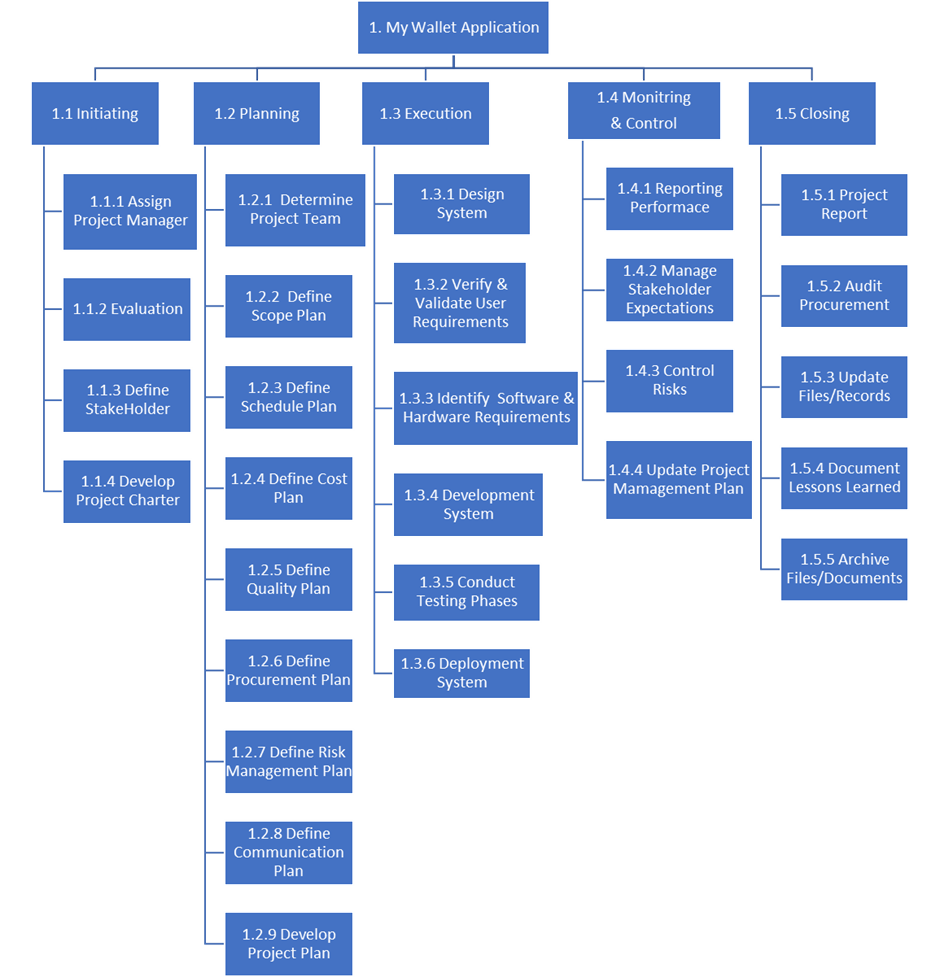 1. My Wallet Application
1.1 Initiating
1.1.1 Assign
Project Manager
1.1.2 Evaluation
1.1.3 Define
StakeHolder
1.1.4 Develop
Project Charter
1.2 Planning
1.2.1 Determine
Project Team
1.2.2 Define
Scope Plan
1.2.3 Define
Schedule Plan
1.2.4 Define Cost
Plan
1.2.5 Define
Quality Plan
1.2.6 Define
Procurement Plan
1.2.7 Define Risk
Management Plan
1.2.8 Define
Communication
Plan
1.2.9 Develop
Project Plan
1.3 Execution
1.3.1 Design
System
1.3.2 Verify &
Validate User
Requirements
1.3.3 Identify Software &
Hardware Requirements
1.3.4 Development
System
1.3.5 Conduct
Testing Phases
1.3.6 Deployment
System
1.4 Monitring
& Control
1.4.1 Reporting
Performace
1.4.2 Manage
Stakeholder
Expectations
1.4.3 Control
Risks
1.4.4 Update Project
Mamagement Plan
1.5 Closing
1.5.1 Project
Report
1.5.2 Audit
Procurement
1.5.3 Update
Files/Records
1.5.4 Document
Lessons Learned
1.5.5 Archive
Files/Documents